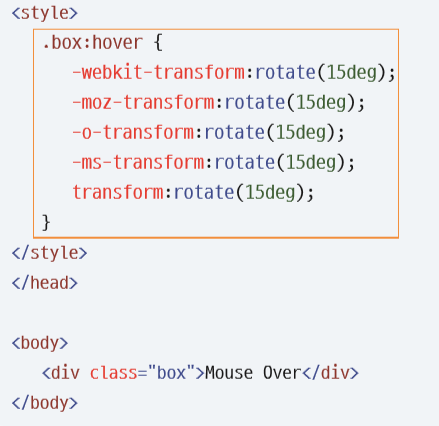 <style>
.box:hover {
-webkit-transform:rotate(15deg);
-moz-transform:rotate(15deg);
-o-transform:rotate(15deg);
-ms-transform:rotate(15deg);
transform:rotate(15deg);
}
</style>
</head>
<body>
<div class="box">Mouse Over</div>
</body>